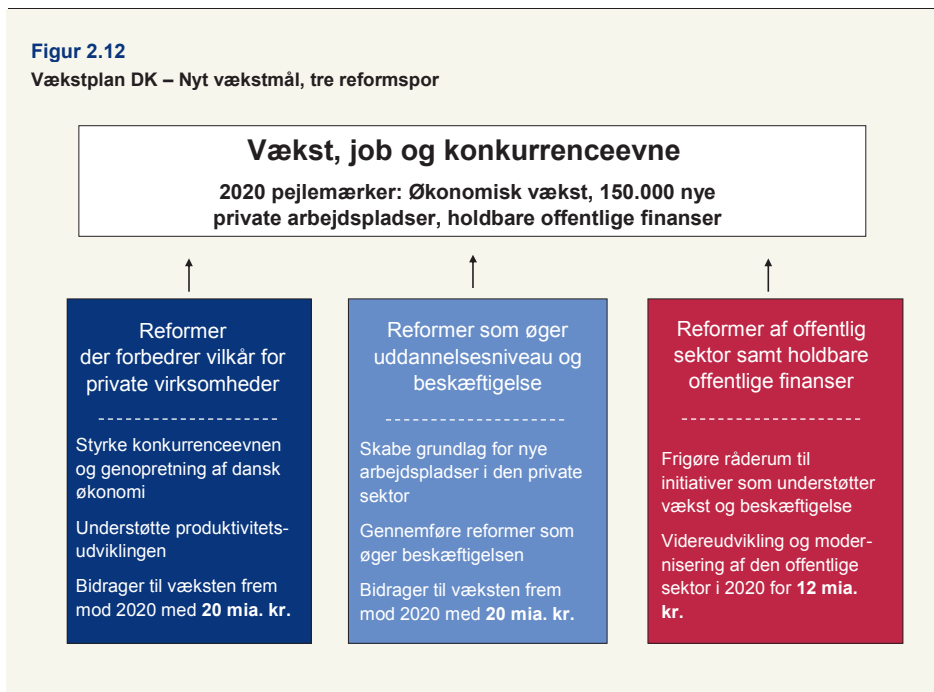 Figur 2.12
Vækstplan DK – Nyt vækstmål, tre reformspor
Vækst, job og konkurrenceevne
2020 pejlemærker: Økonomisk vækst, 150.000 nye
private arbejdspladser, holdbare offentlige finanser
Reformer
der forbedrer vilkår for
private virksomheder
Styrke konkurrenceevnen
og genopretning af dansk
økonomi
Understøtte produktivitets-
udviklingen
Bidrager til væksten frem
mod 2020 med 20 mia. kr.
Reformer som øger
uddannelsesniveau og
beskæftigelse
Skabe grundlag for nye
arbejdspladser i den private
sektor
Gennemføre reformer som
øger beskæftigelsen
Bidrager til væksten frem
mod 2020 med 20 mia. kr.
Reformer af offentlig
sektor samt holdbare
offentlige finanser
Frigøre råderum til
initiativer som understøtter
vækst og beskæftigelse
Videreudvikling og moder-
nisering af den offentlige
sektor i 2020 for 12 mia.
kr.